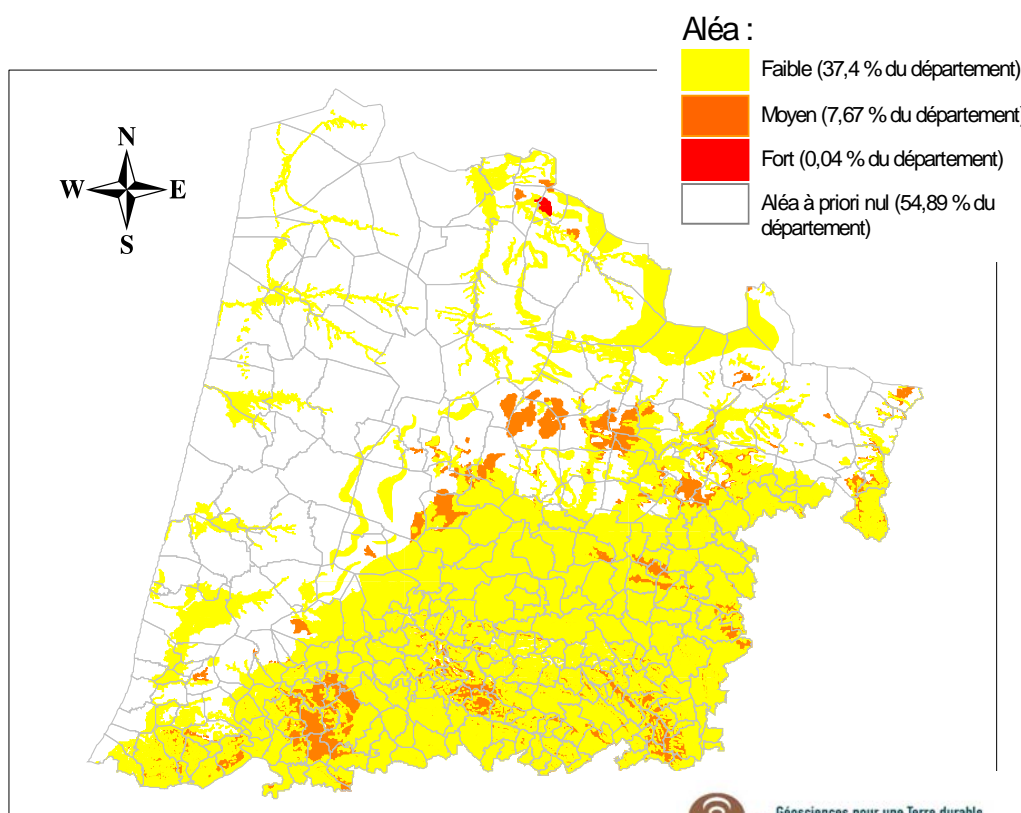 Aléa :
Faible (37,4 % du département)
Moyen (7,67 % du département)
Fort (0,04 % du département)
Aléa à priori nul (54,89 % du
département)
N
W E
S
Géosciences pour une Terre durable